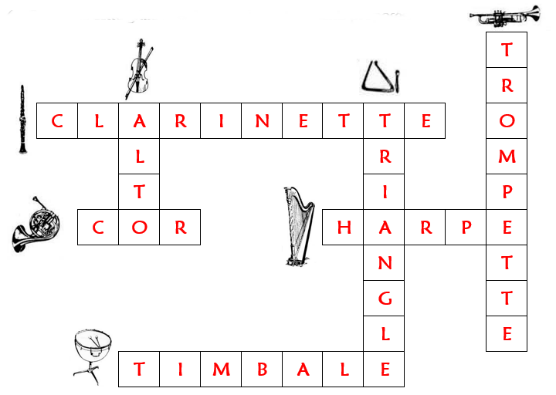 TROMPETTE
CLARINETTE
ALTO
TRIANGLE
COR
HARPE
TIMBALE